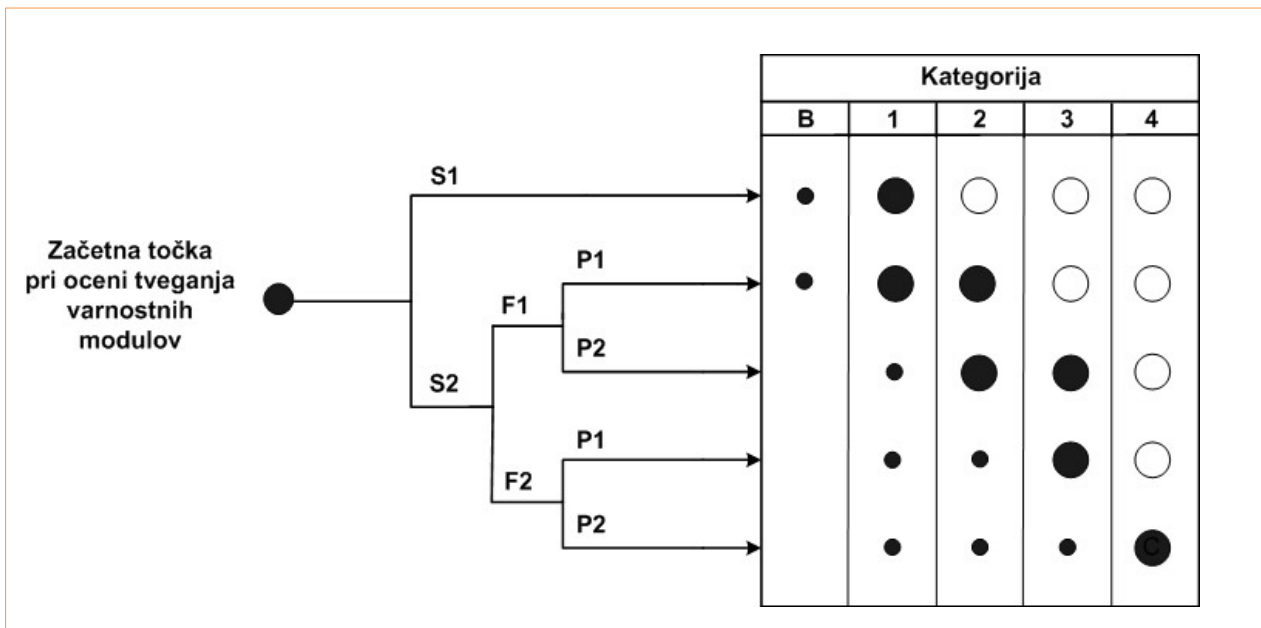 Kategorija
B 1 2 3 4
S1
Začetna točka
pri oceni tveganja
varnostnih
modulov
P1
F1
P2
S2
P1
F2
P2
C